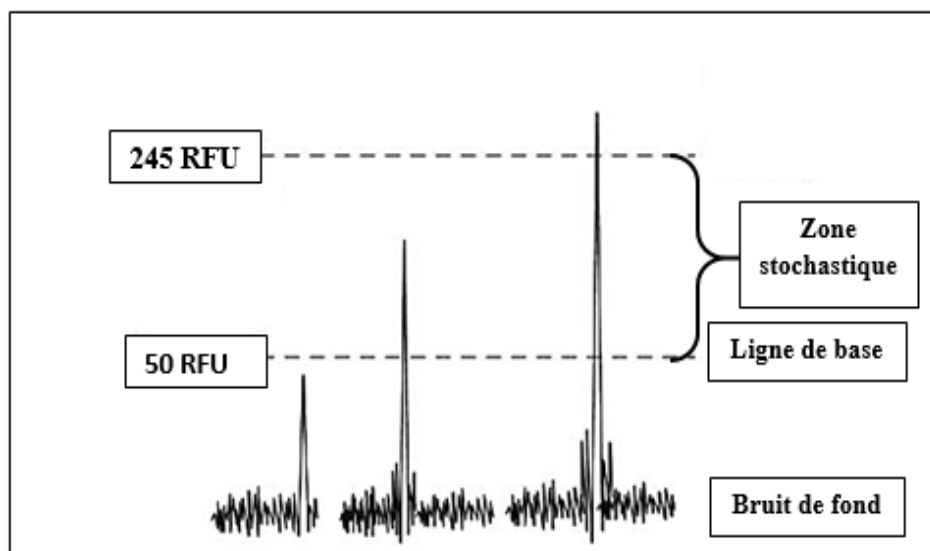 245 RFU
Zone
stochastique
Ligne de base
50 RFU
Bruit de fond